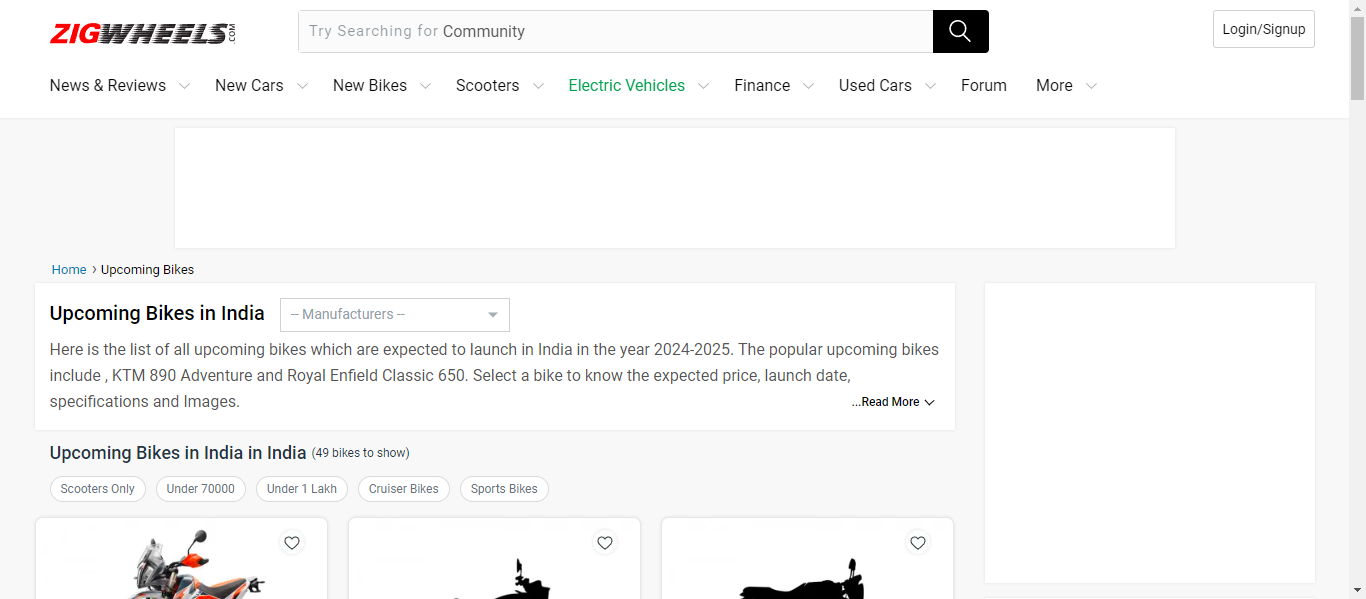 ZIGWHEELS.COM
Try Searching for Community
Login/Signup
News & Reviews New Cars New Bikes Scooters Electric Vehicles Finance Used Cars Forum More
Home › Upcoming Bikes
Upcoming Bikes in India -- Manufacturers --
Here is the list of all upcoming bikes which are expected to launch in India in the year 2024-2025. The popular upcoming bikes
include , KTM 890 Adventure and Royal Enfield Classic 650. Select a bike to know the expected price, launch date,
specifications and Images.
...Read More
Upcoming Bikes in India in India (49 bikes to show)
Scooters Only Under 70000 Under 1 Lakh Cruiser Bikes Sports Bikes